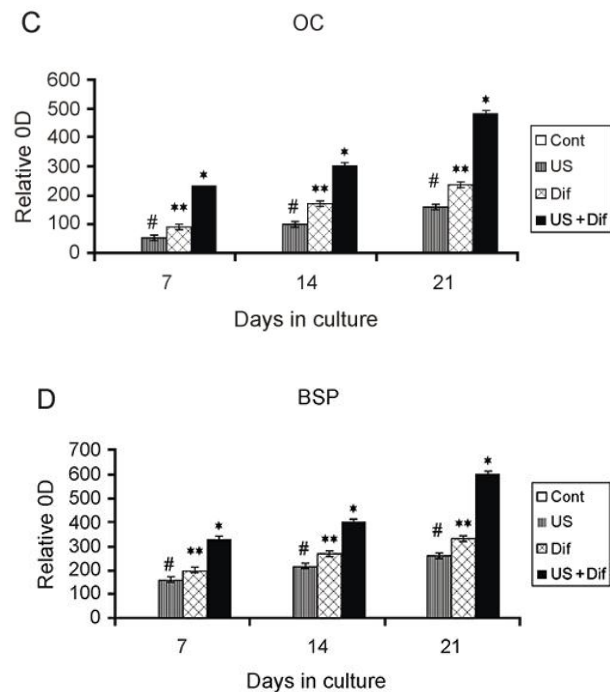 C
OC
600
500
400
300
200
100
0
Relative 0D
# ** *
# ** *
# ** *
7 14 21
Days in culture
Cont
US
Dif
US + Dif
D
BSP
700
600
500
400
300
200
100
0
Relative 0D
# ** *
# ** *
# ** *
7 14 21
Days in culture
Cont
US
Dif
US + Dif